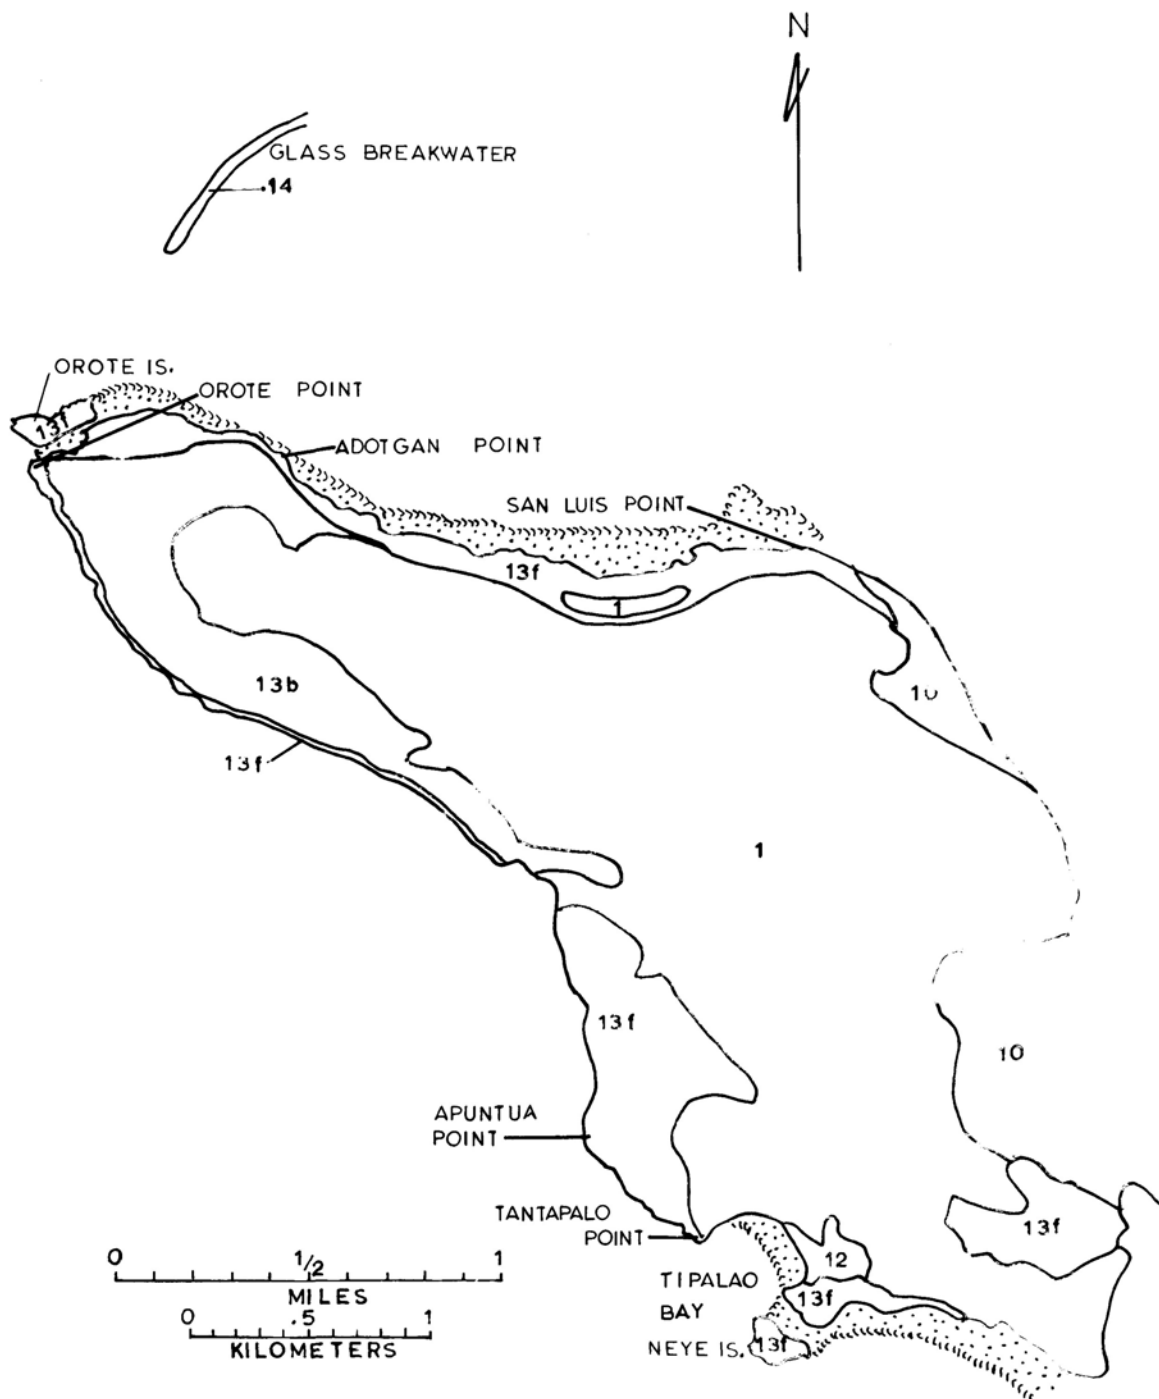 N
GLASS BREAKWATER
.14
OROTE IS.
OROTE POINT
13f
ADOTGAN POINT
SAN LUIS POINT
13f
1
13b
10
13f
1
13f
10
APUNTUA
POINT
TANTAPALO
POINT
13f
12
TIPALAO
BAY
13f
NEYE IS.
13f
0 1/2 1
MILES
0 .5 1
KILOMETERS